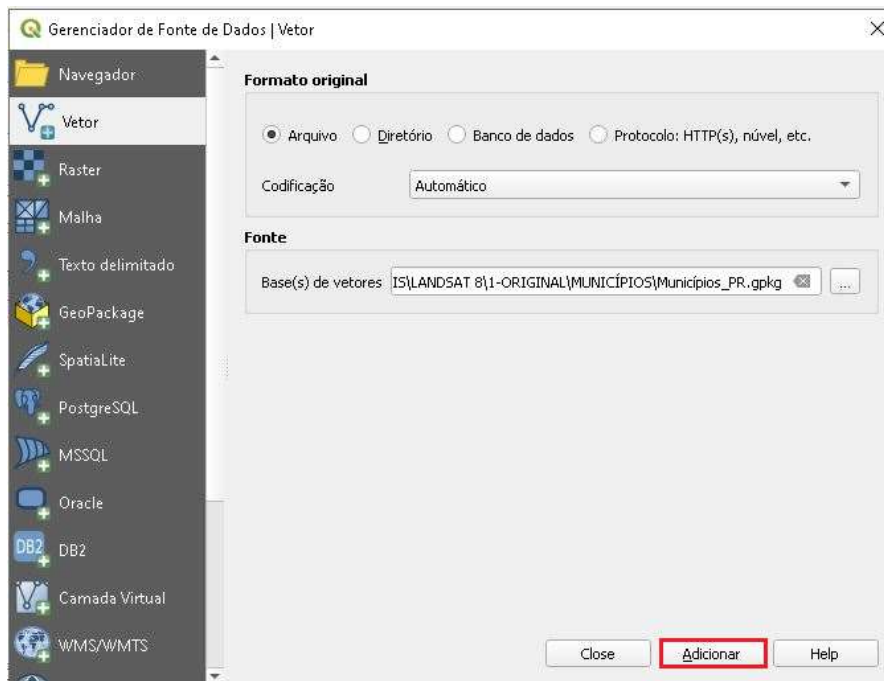 Gerenciador de Fonte de Dados | Vetor
Navegador
Vetor
Raster
Malha
Texto delimitado
GeoPackage
SpatiaLite
PostgreSQL
MSSQL
Oracle
DB2 DB2
Camada Virtual
WMS/WMTS
Formato original
Arquivo Diretório Banco de dados Protocolo: HTTP(s), núvel, etc.
Codificação Automático
Fonte
Base(s) de vetores IS\LANDSAT 8\1-ORIGINAL\MUNICÍPIOS\Municípios_PR.gpkg ...
Close Adicionar Help